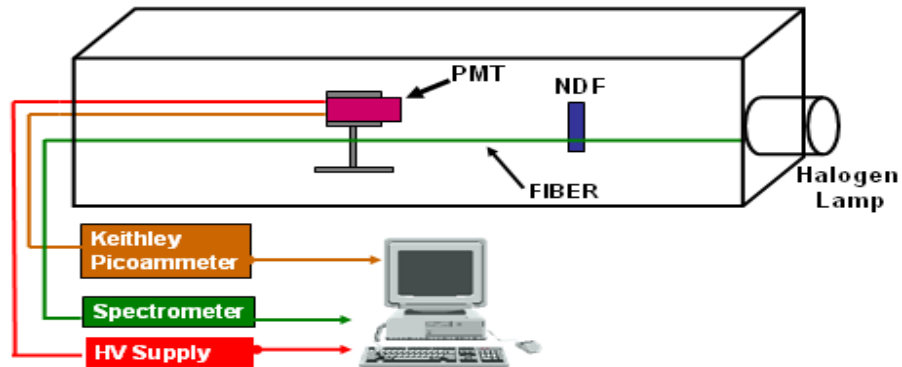 PMT
NDF
FIBER
Halogen
Lamp
Keithley
Picoammeter
Spectrometer
HV Supply